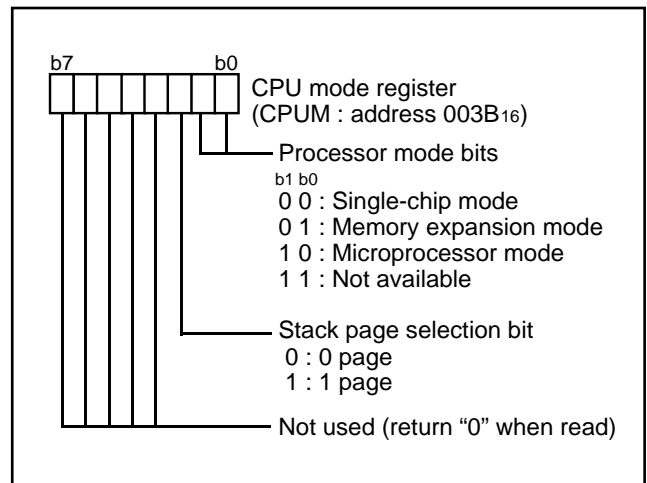 b7 b0
CPU mode register
(CPUM : address 003B16)
Processor mode bits
b1 b0
0 0 : Single-chip mode
0 1 : Memory expansion mode
1 0 : Microprocessor mode
1 1 : Not available
Stack page selection bit
0 : 0 page
1 : 1 page
Not used (return “0” when read)